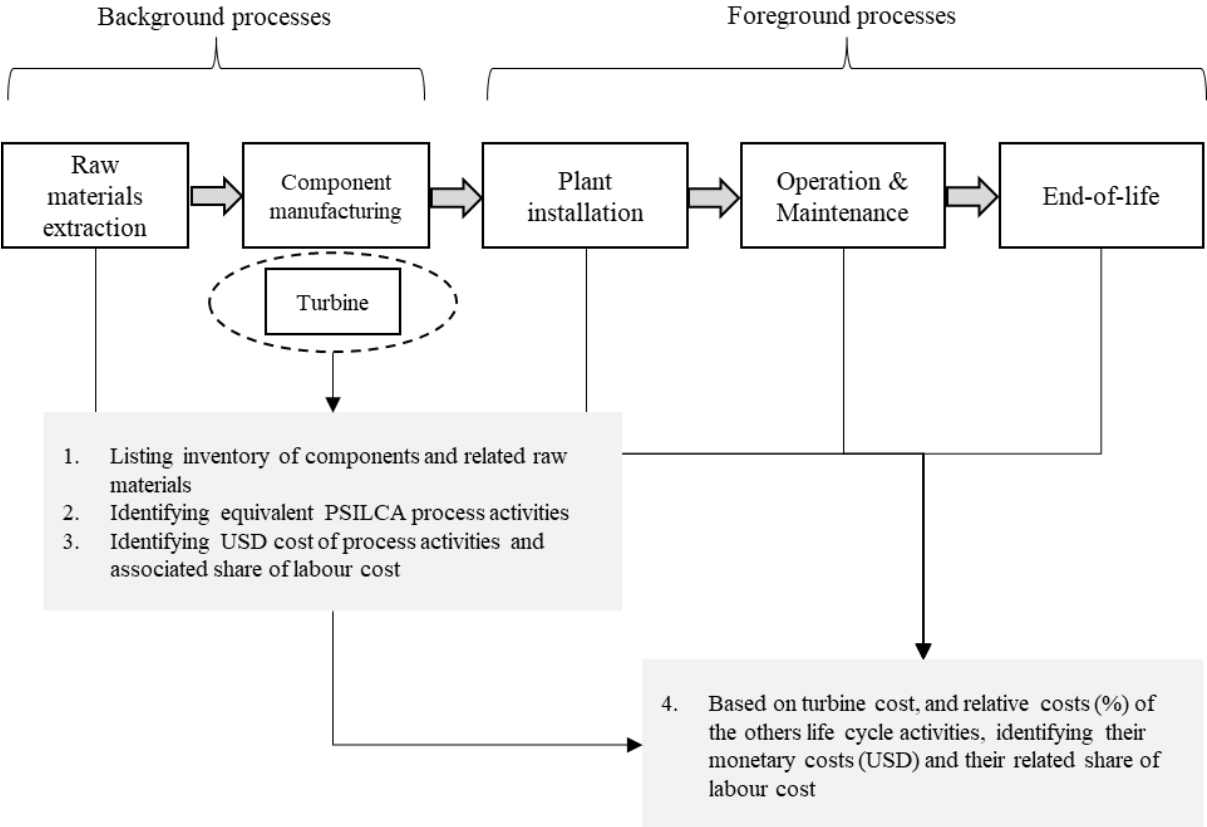 Background processes
Foreground processes
Raw
materials
extraction
Component
manufacturing
Plant
installation
Operation &
Maintenance
End-of-life
Turbine
1. Listing inventory of components and related raw
materials
2. Identifying equivalent PSILCA process activities
3. Identifying USD cost of process activities and
associated share of labour cost
4. Based on turbine cost, and relative costs (%) of
the others life cycle activities, identifying their
monetary costs (USD) and their related share of
labour cost